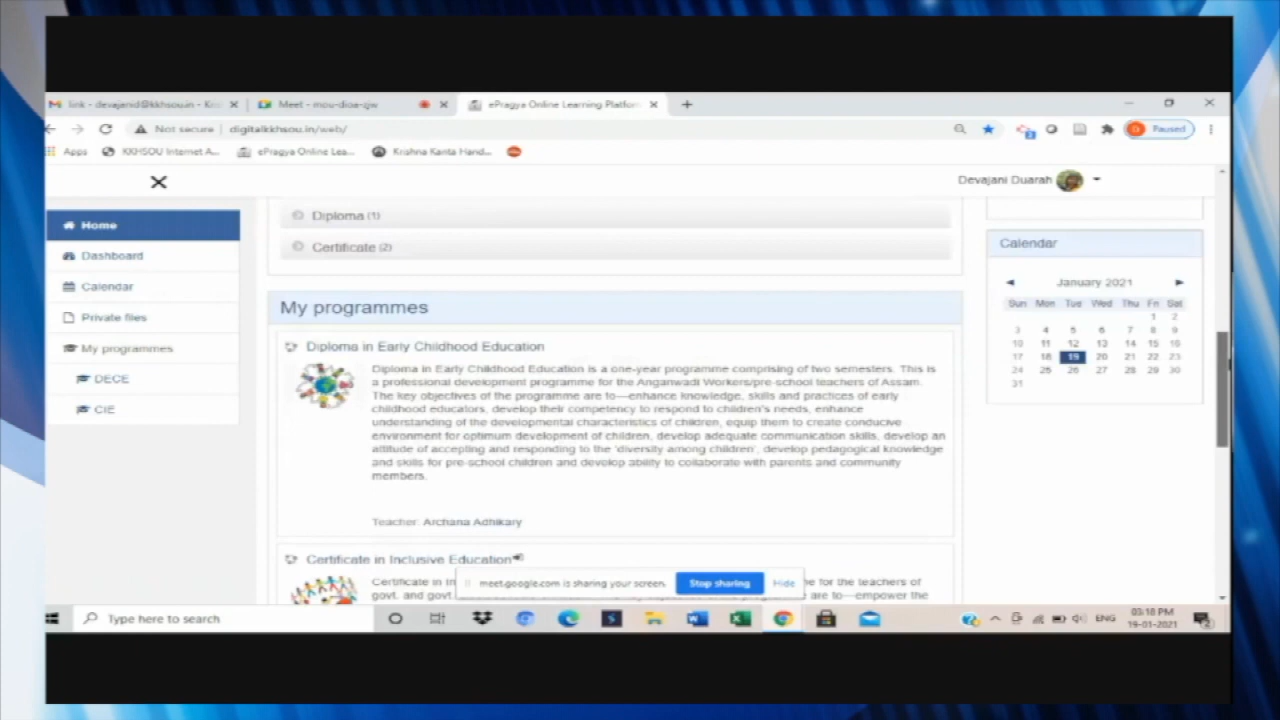 link - devajanid@kkhsou.in - Kris
Meet - mou-dioa-zjw
ePragya Online Learning Platform
Not secure
digitalkkhsou.in/web/
Paused
Apps
KKHSOU Internet A...
ePragya Online Lea...
Krishna Kanta Hand...
Devajani Duarah
Home
Dashboard
Calendar
Private files
My programmes
DECE
CIE
Diploma (1)
Certificate (2)
My programmes
Diploma in Early Childhood Education
Diploma in Early Childhood Education is a one-year programme comprising of two semesters. This is
a professional development programme for the Anganwadi Workers/pre-school teachers of Assam.
The key objectives of the programme are to—enhance knowledge, skills and practices of early
childhood educators, develop their competency to respond to children's needs, enhance
understanding of the developmental characteristics of children, equip them to create conducive
environment for optimum development of children, develop adequate communication skills, develop an
attitude of accepting and responding to the 'diversity among children', develop pedagogical knowledge
and skills for pre-school children and develop ability to collaborate with parents and community
members.
Teacher: Archana Adhikary
Certificate in Inclusive Education
Certificate in In
me for the teachers of
govt. and govt
are to—empower the
meet.google.com is sharing your screen.
Stop sharing
Hide
Calendar
January 2021
Sun Mon Tue Wed Thu Fri Sat
1 2
3 4 5 6 7 8 9
10 11 12 13 14 15 16
17 18 19 20 21 22 23
24 25 26 27 28 29 30
31
Type here to search
ENG
03:18 PM
19-01-2021